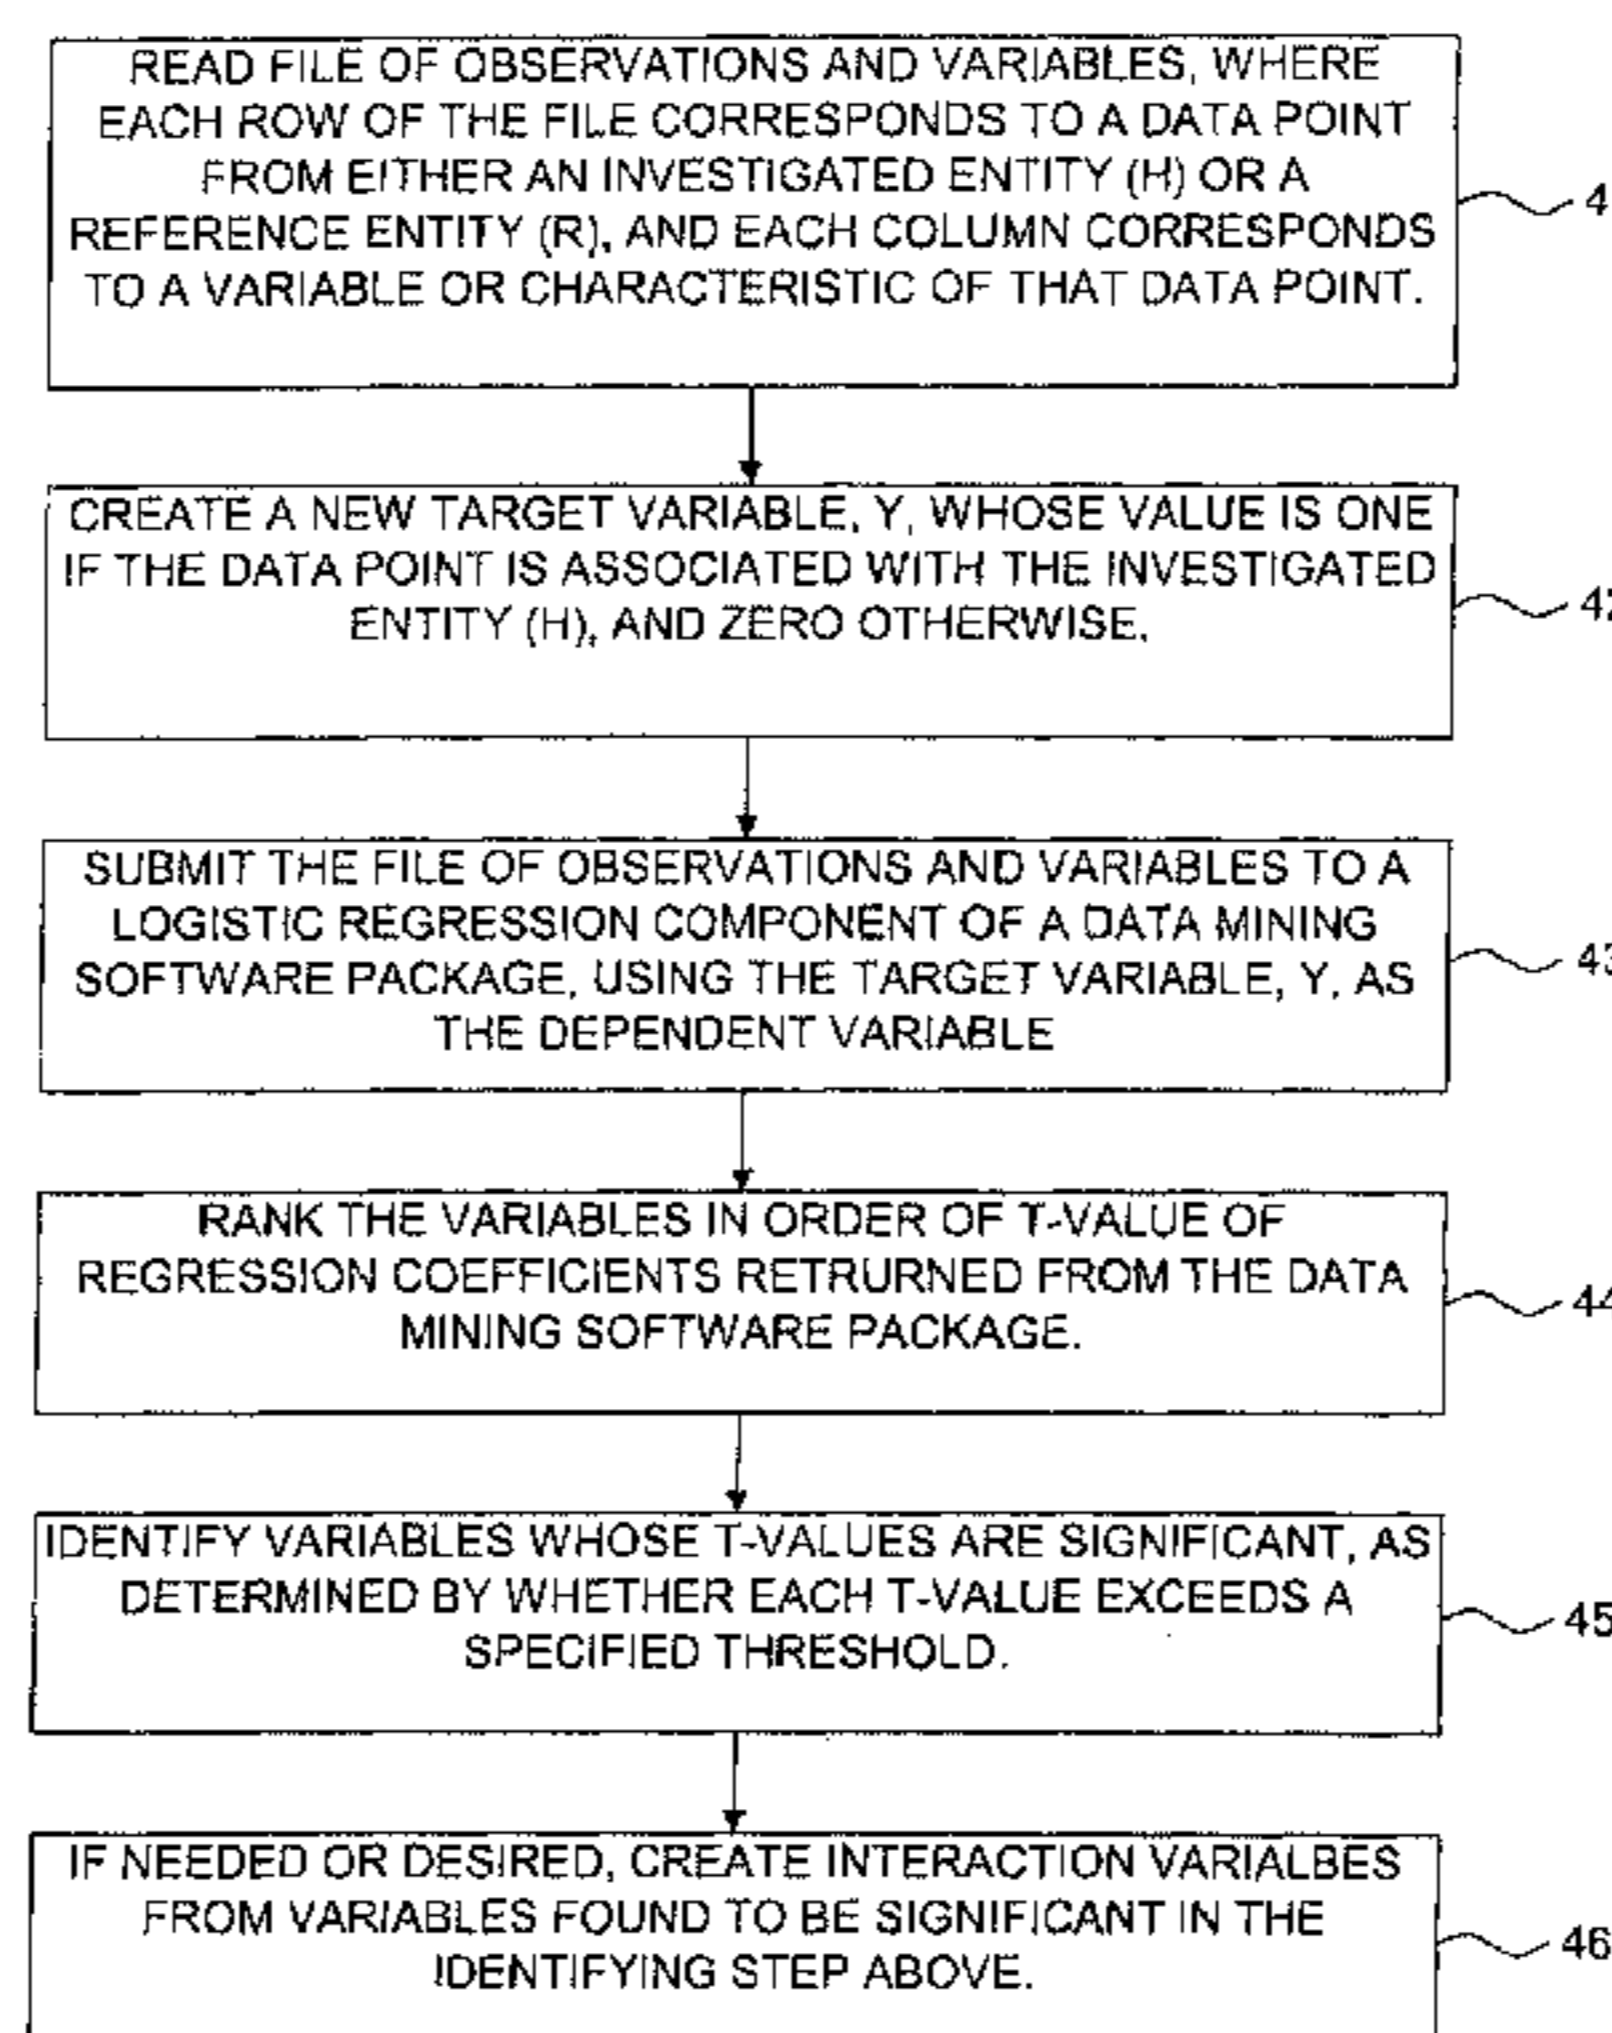 READ FILE OF OBSERVATIONS AND VARIABLES, WHERE
EACH ROW OF THE FILE CORRESPONDS TO A DATA POINT
FROM EITHER AN INVESTIGATED ENTITY (H) OR A
REFERENCE ENTITY (R), AND EACH COLUMN CORRESPONDS
TO A VARIABLE OR CHARACTERISTIC OF THAT DATA POINT.
4
CREATE A NEW TARGET VARIABLE, Y, WHOSE VALUE IS ONE
IF THE DATA POINT IS ASSOCIATED WITH THE INVESTIGATED
ENTITY (H), AND ZERO OTHERWISE.
42
SUBMIT THE FILE OF OBSERVATIONS AND VARIABLES TO A
LOGISTIC REGRESSION COMPONENT OF A DATA MINING
SOFTWARE PACKAGE, USING THE TARGET VARIABLE, Y, AS
THE DEPENDENT VARIABLE
43
RANK THE VARIABLES IN ORDER OF T-VALUE OF
REGRESSION COEFFICIENTS RETRURNED FROM THE DATA
MINING SOFTWARE PACKAGE.
44
IDENTIFY VARIABLES WHOSE T-VALUES ARE SIGNIFICANT, AS
DETERMINED BY WHETHER EACH T-VALUE EXCEEDS A
SPECIFIED THRESHOLD.
45
IF NEEDED OR DESIRED, CREATE INTERACTION VARIALBES
FROM VARIABLES FOUND TO BE SIGNIFICANT IN THE
IDENTIFYING STEP ABOVE.
46